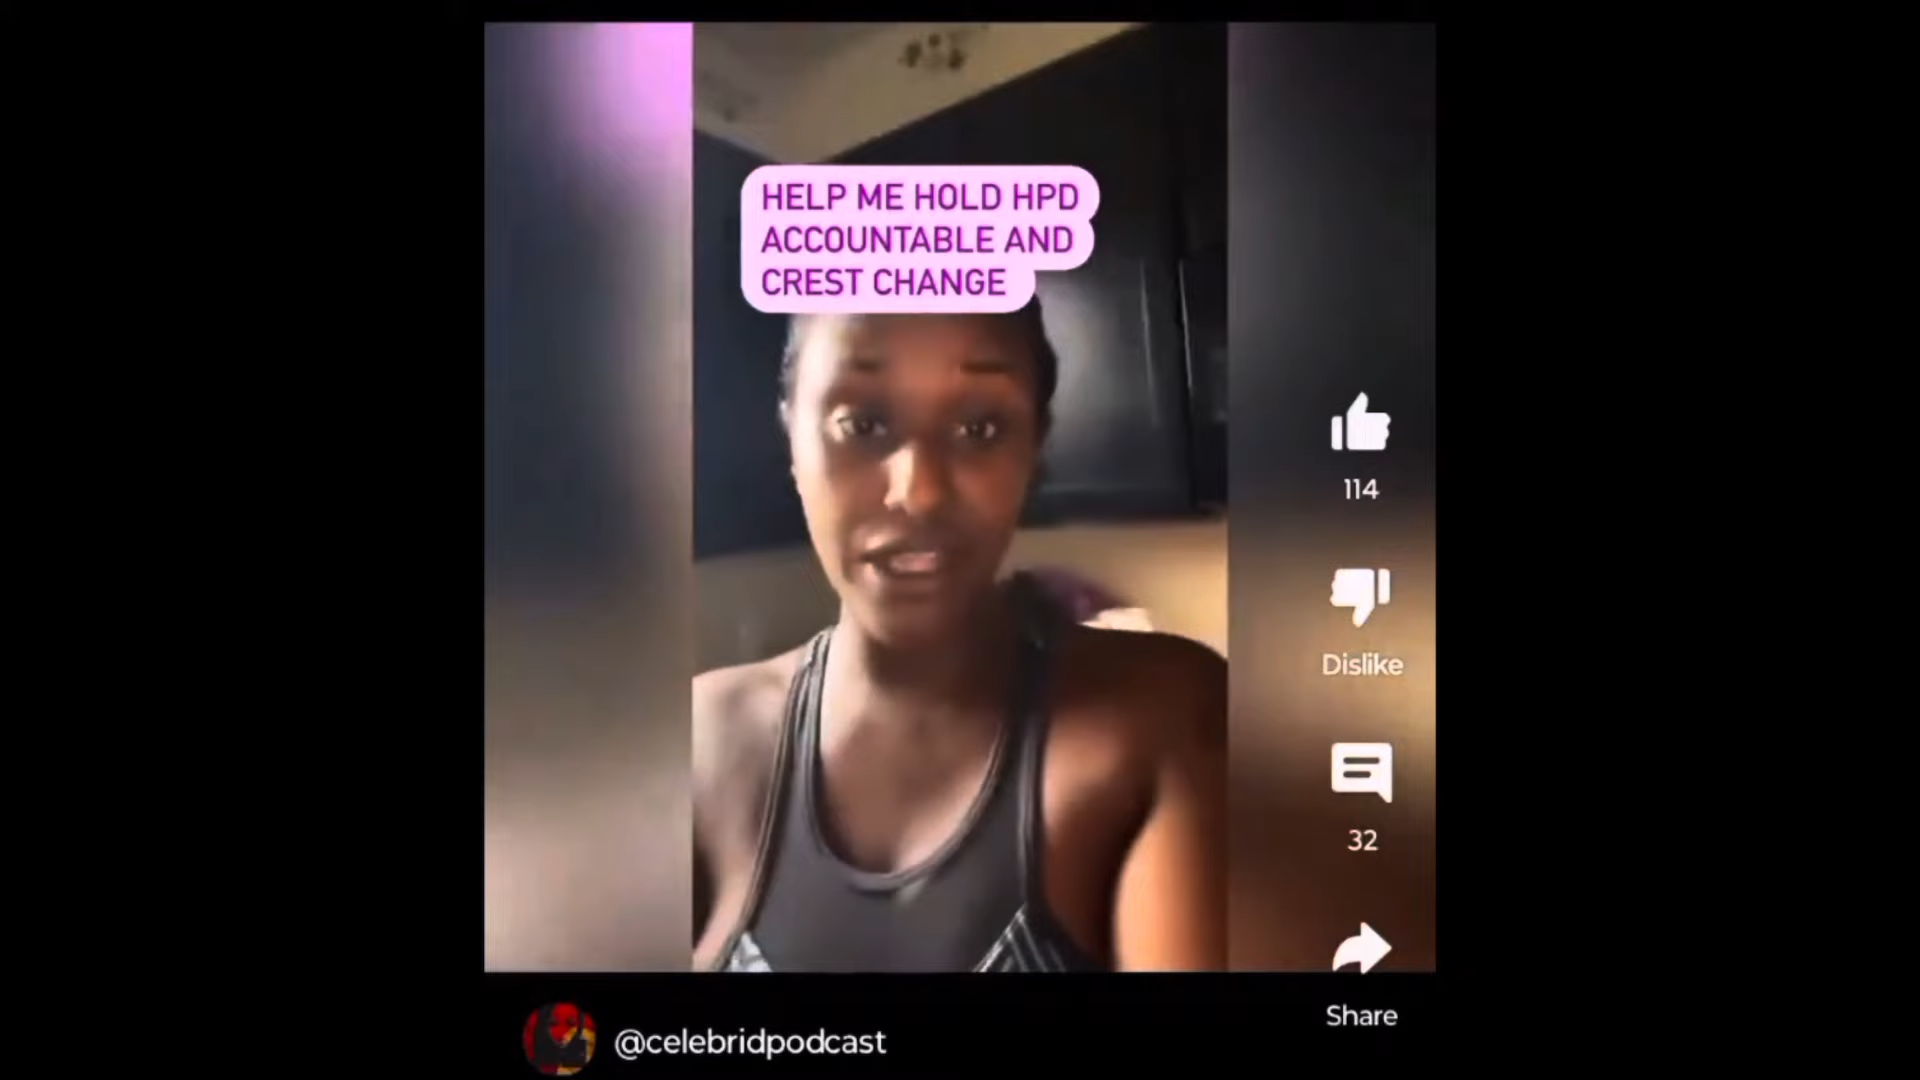 HELP ME HOLD HPD
ACCOUNTABLE AND
CREST CHANGE
114
Dislike
32
Share
@celebridpodcast